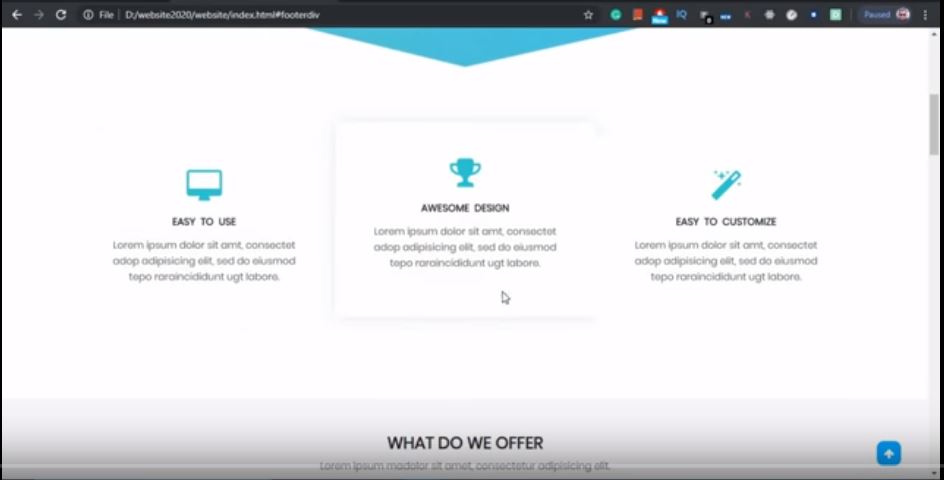 File D:/website2020/website/index.html#footerdiv
Paused
EASY TO USE
Lorem ipsum dolor sit amt, consectet
adop adipisicing elit, sed do eiusmod
tepo raraincididunt ugt labore.
AWESOME DESIGN
Lorem ipsum dolor sit amt, consectet
adop adipisicing elit, sed do eiusmod
tepo raraincididunt ugt labore.
EASY TO CUSTOMIZE
Lorem ipsum dolor sit amt, consectet
adop adipisicing elit, sed do eiusmod
tepo raraincididunt ugt labore.
WHAT DO WE OFFER
Lorem ipsum madolor sit amet, consectetur adipisicing elit.